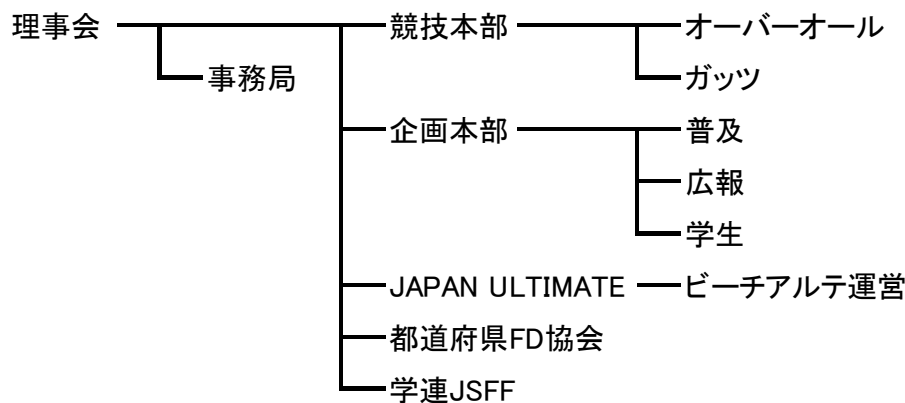 理事会
競技本部
オーバーオール
事務局
ガッツ
企画本部
普及
広報
学生
JAPAN ULTIMATE
ビーチアルテ運営
都道府県FD協会
学連JSFF